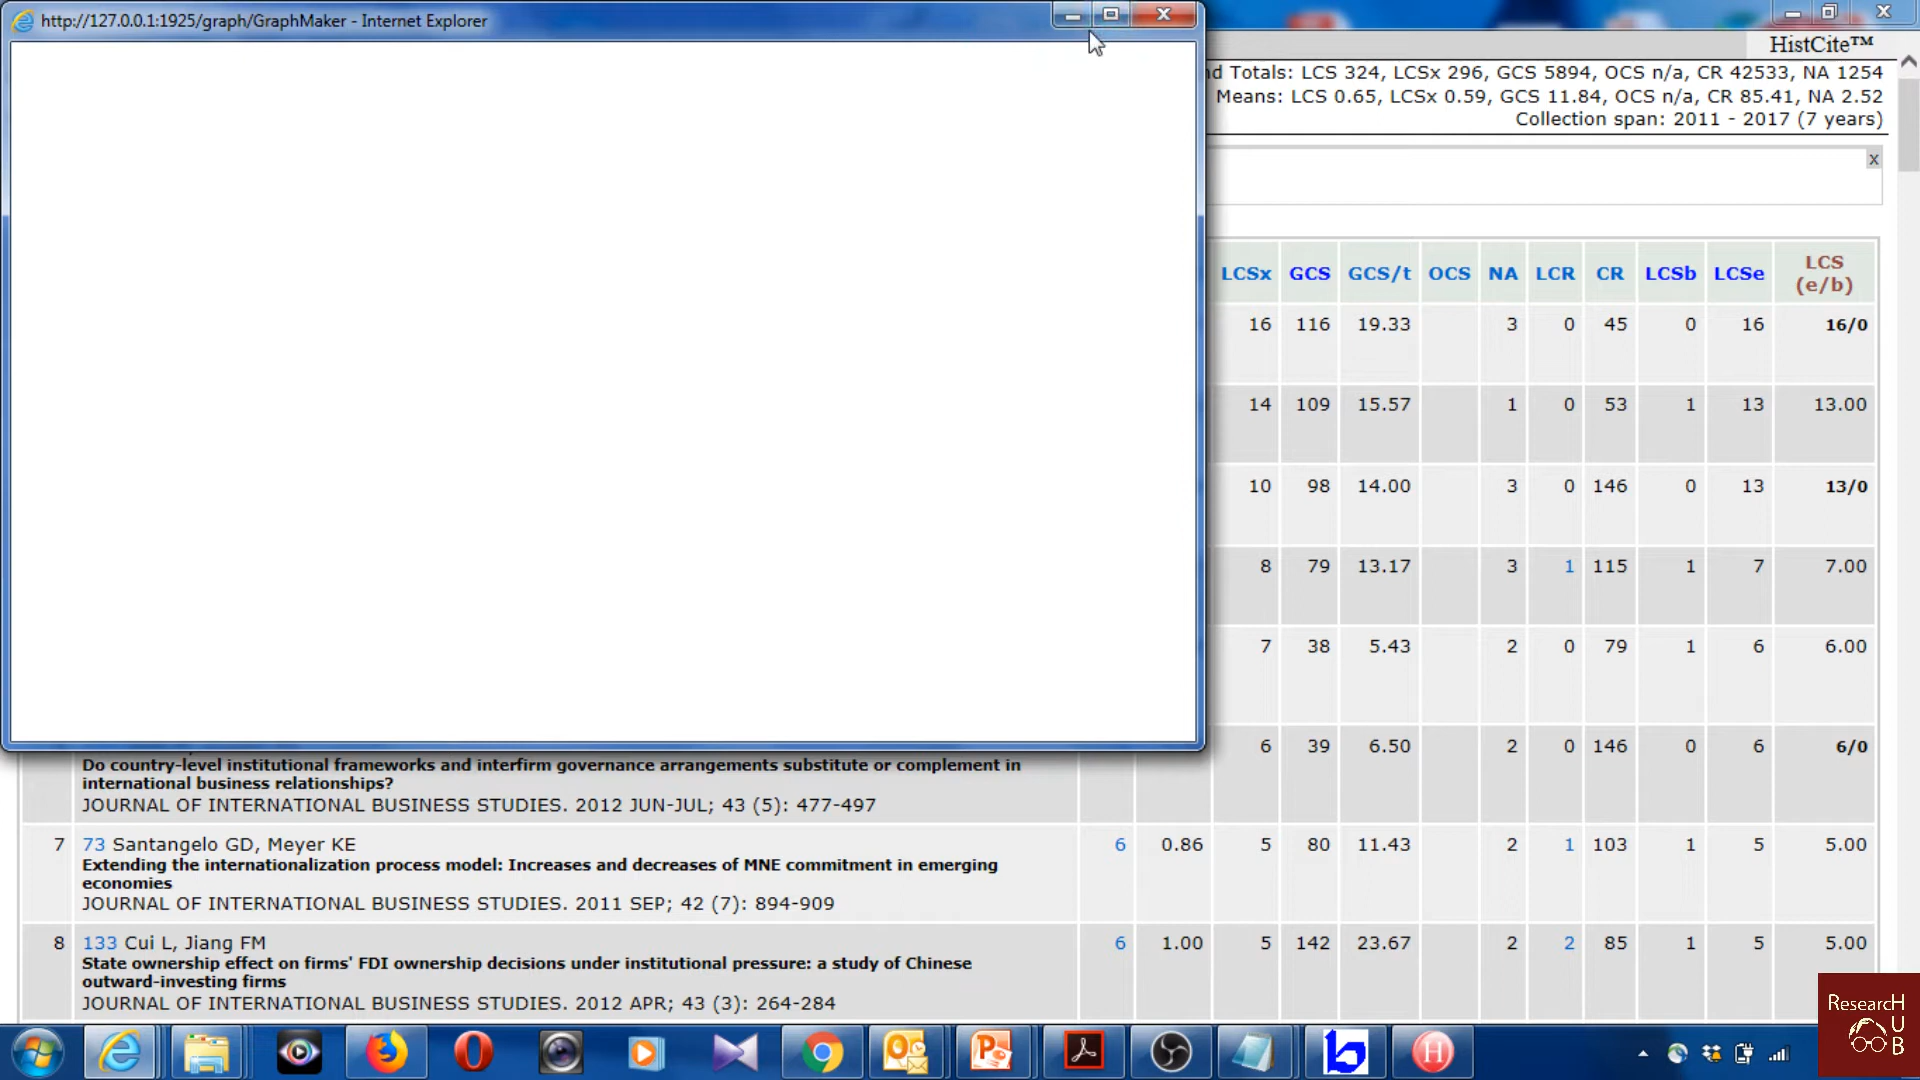 http://127.0.0.1:1925/graph/GraphMaker - Internet Explorer
HistCite™
nd Totals: LCS 324, LCSx 296, GCS 5894, OCS n/a, CR 42533, NA 1254
Means: LCS 0.65, LCSx 0.59, GCS 11.84, OCS n/a, CR 85.41, NA 2.52
Collection span: 2011 - 2017 (7 years)
x
LCSx GCS GCS/t OCS NA LCR CR LCSb LCSe LCS (e/b)
16 116 19.33 3 0 45 0 16 16/0
14 109 15.57 1 0 53 1 13 13.00
10 98 14.00 3 0 146 0 13 13/0
8 79 13.17 3 1 115 1 7 7.00
7 38 5.43 2 0 79 1 6 6.00
6 39 6.50 2 0 146 0 6 6/0
Do country-level institutional frameworks and interfirm governance arrangements substitute or complement in
international business relationships?
JOURNAL OF INTERNATIONAL BUSINESS STUDIES. 2012 JUN-JUL; 43 (5): 477-497
7 73 Santangelo GD, Meyer KE 6 0.86 5 80 11.43 2 1 103 1 5 5.00
Extending the internationalization process model: Increases and decreases of MNE commitment in emerging
economies
JOURNAL OF INTERNATIONAL BUSINESS STUDIES. 2011 SEP; 42 (7): 894-909
8 133 Cui L, Jiang FM 6 1.00 5 142 23.67 2 2 85 1 5 5.00
State ownership effect on firms' FDI ownership decisions under institutional pressure: a study of Chinese
outward-investing firms
JOURNAL OF INTERNATIONAL BUSINESS STUDIES. 2012 APR; 43 (3): 264-284
ResearcH
U
B